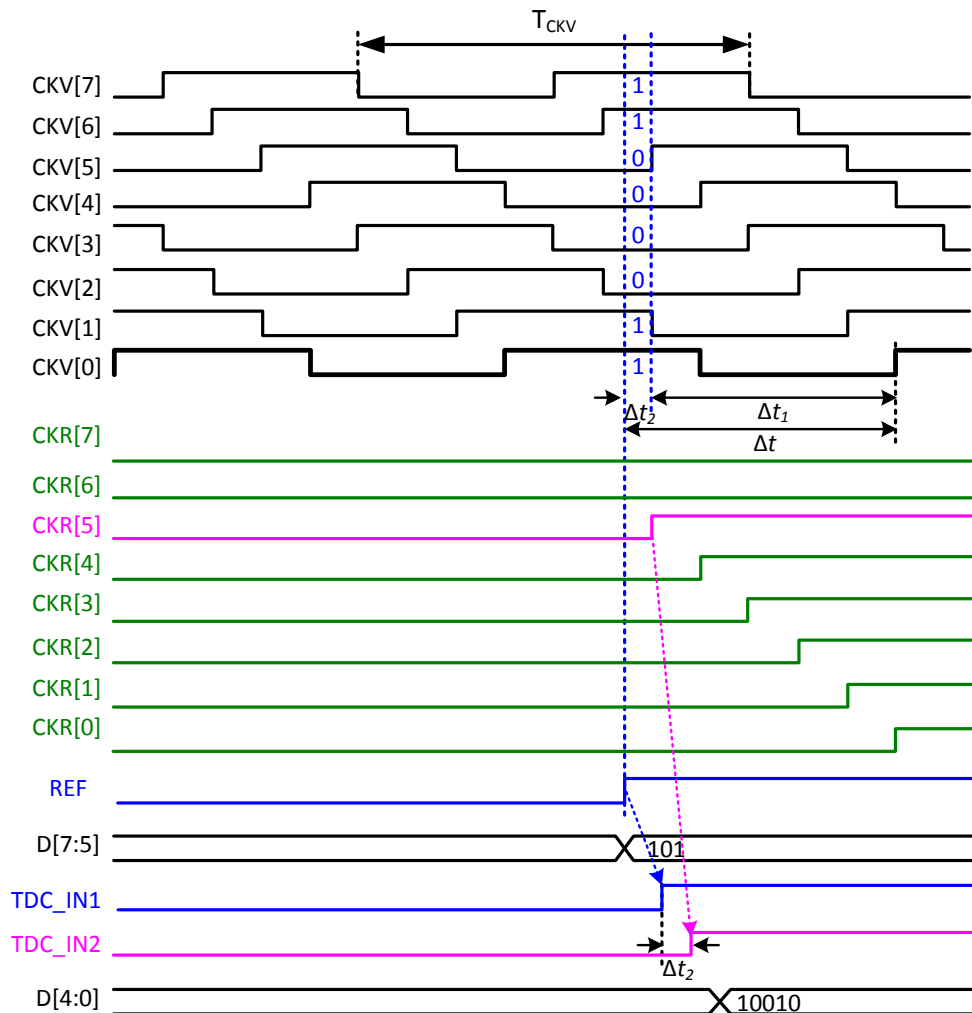 T_CKV
CKV[7] 1
CKV[6] 1
CKV[5] 0
CKV[4] 0
CKV[3] 0
CKV[2] 0
CKV[1] 1
CKV[0] 1
Δt₂ Δt₁
Δt
CKR[7]
CKR[6]
CKR[5]
CKR[4]
CKR[3]
CKR[2]
CKR[1]
CKR[0]
REF
D[7:5] 101
TDC_IN1
TDC_IN2
Δt₂
D[4:0] 10010